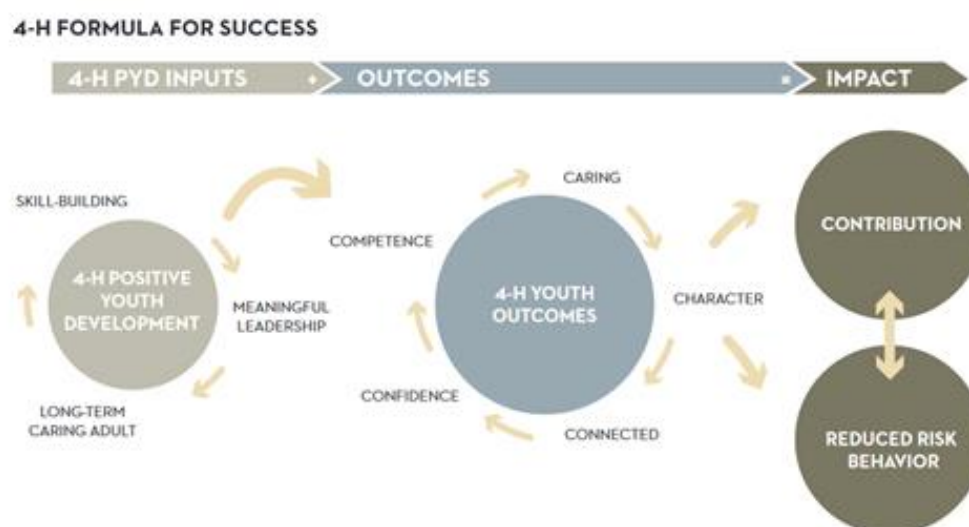 4-H FORMULA FOR SUCCESS
4-H PYD INPUTS +
OUTCOMES =
IMPACT
SKILL-BUILDING
4-H POSITIVE
YOUTH
DEVELOPMENT
MEANINGFUL
LEADERSHIP
LONG-TERM
CARING ADULT
CARING
COMPETENCE
4-H YOUTH
OUTCOMES
CHARACTER
CONFIDENCE
CONNECTED
CONTRIBUTION
REDUCED RISK
BEHAVIOR